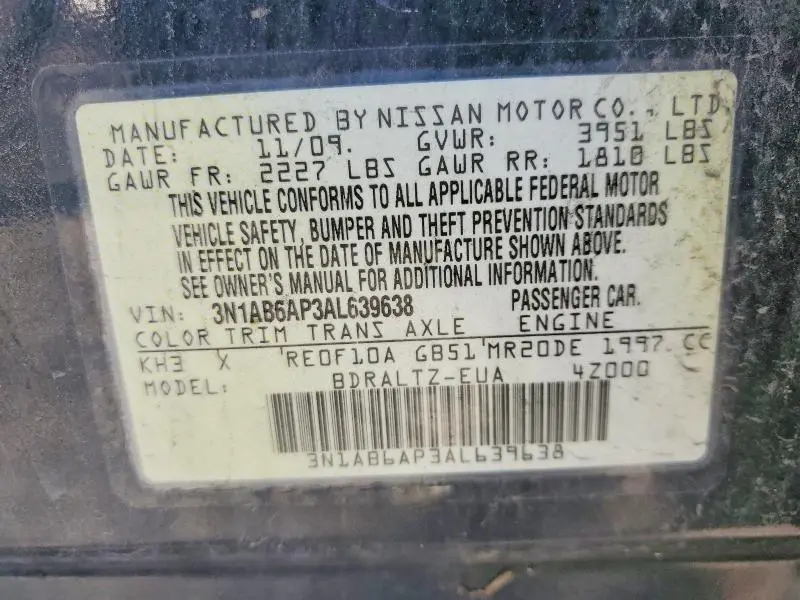 MANUFACTURED BY NISSAN MOTOR CO., LTD
DATE: 11/09. GVWR: 3951 LBS
GAWR FR: 2227 LBS GAWR RR: 1810 LBS
THIS VEHICLE CONFORMS TO ALL APPLICABLE FEDERAL MOTOR
VEHICLE SAFETY, BUMPER AND THEFT PREVENTION STANDARDS
IN EFFECT ON THE DATE OF MANUFACTURE SHOWN ABOVE.
SEE OWNER'S MANUAL FOR ADDITIONAL INFORMATION.
VIN: 3N1AB6AP3AL639638 PASSENGER CAR.
COLOR TRIM TRANS AXLE ENGINE
KH3 X RE0F10A GB51 MR20DE 1997.CC
MODEL: BDRALTZ-EUA 4Z000
3N1AB6AP3AL639638